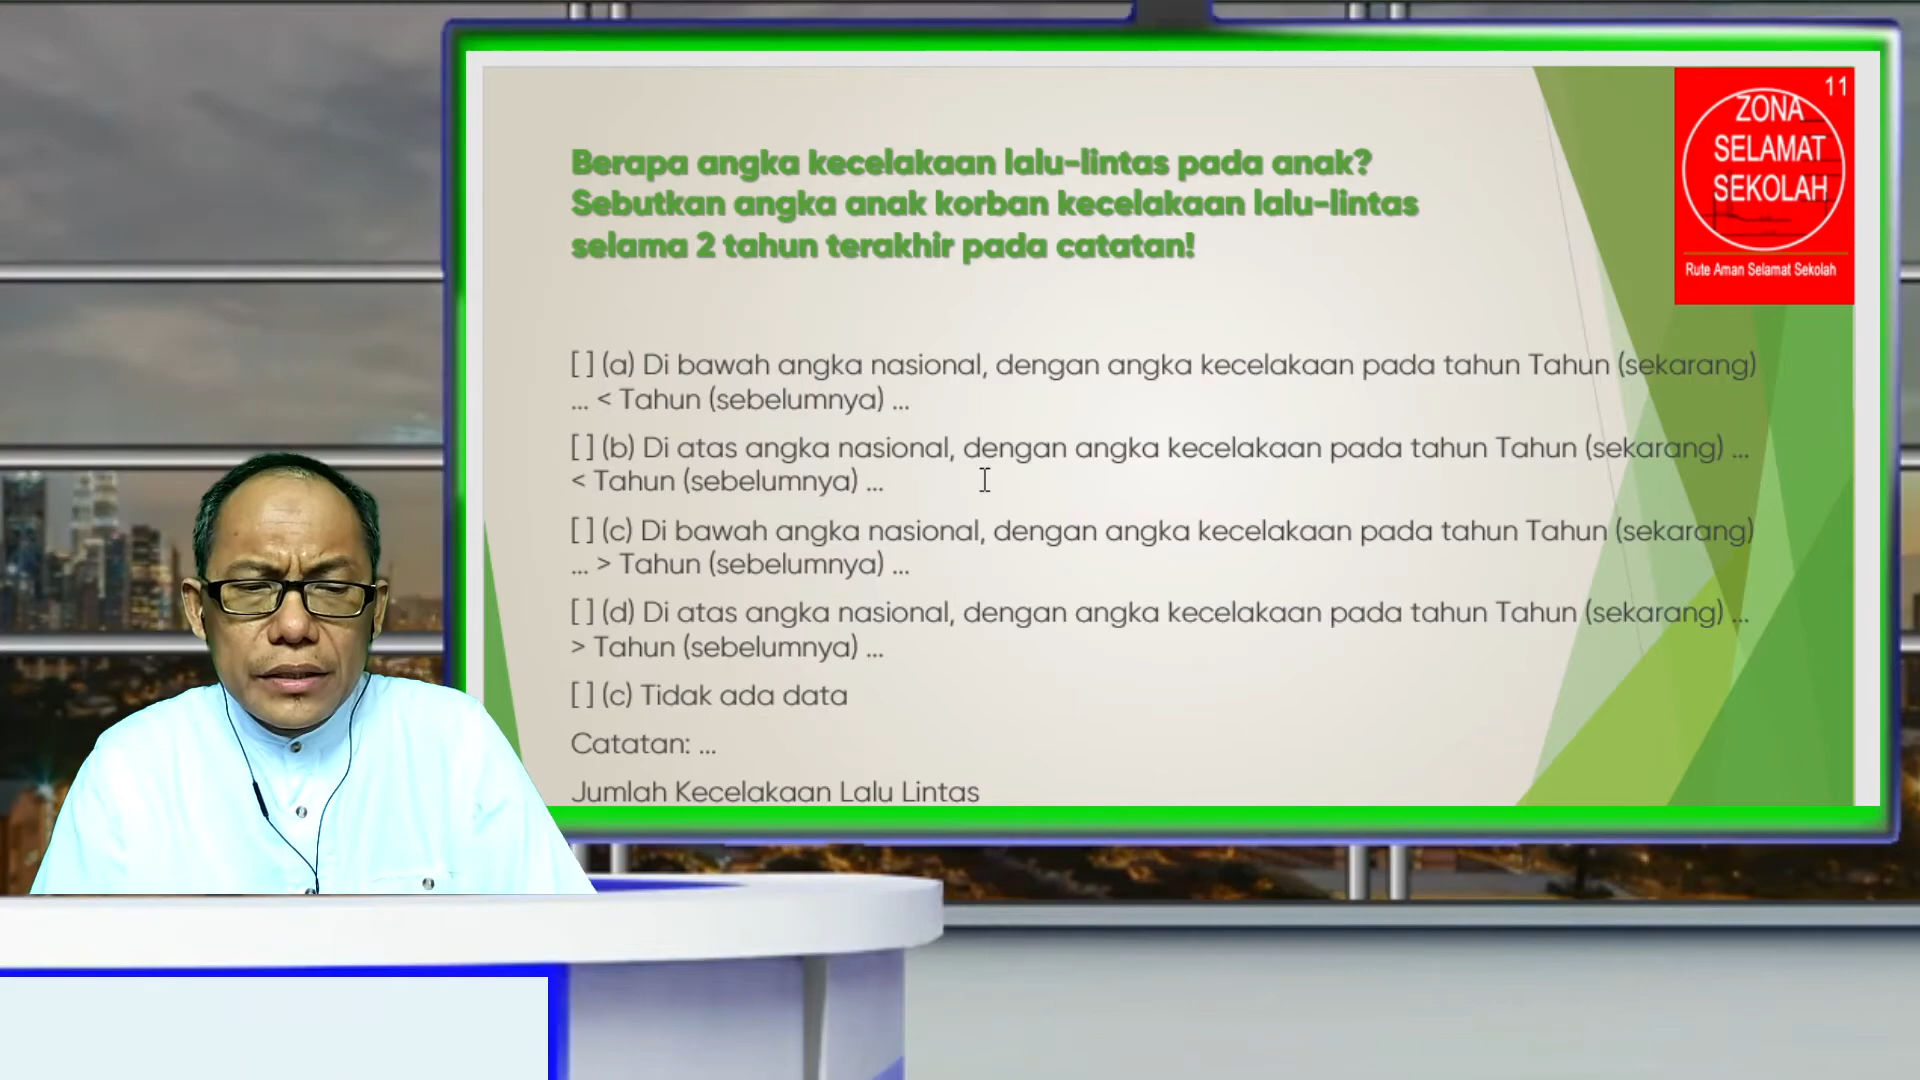 11
ZONA
SELAMAT
SEKOLAH
Rute Aman Selamat Sekolah
Berapa angka kecelakaan lalu-lintas pada anak?
Sebutkan angka anak korban kecelakaan lalu-lintas
selama 2 tahun terakhir pada catatan!
[ ] (a) Di bawah angka nasional, dengan angka kecelakaan pada tahun Tahun (sekarang)
... < Tahun (sebelumnya) ...
[ ] (b) Di atas angka nasional, dengan angka kecelakaan pada tahun Tahun (sekarang) ...
< Tahun (sebelumnya) ...
[ ] (c) Di bawah angka nasional, dengan angka kecelakaan pada tahun Tahun (sekarang)
... > Tahun (sebelumnya) ...
[ ] (d) Di atas angka nasional, dengan angka kecelakaan pada tahun Tahun (sekarang) ...
> Tahun (sebelumnya) ...
[ ] (c) Tidak ada data
Catatan: ...
Jumlah Kecelakaan Lalu Lintas